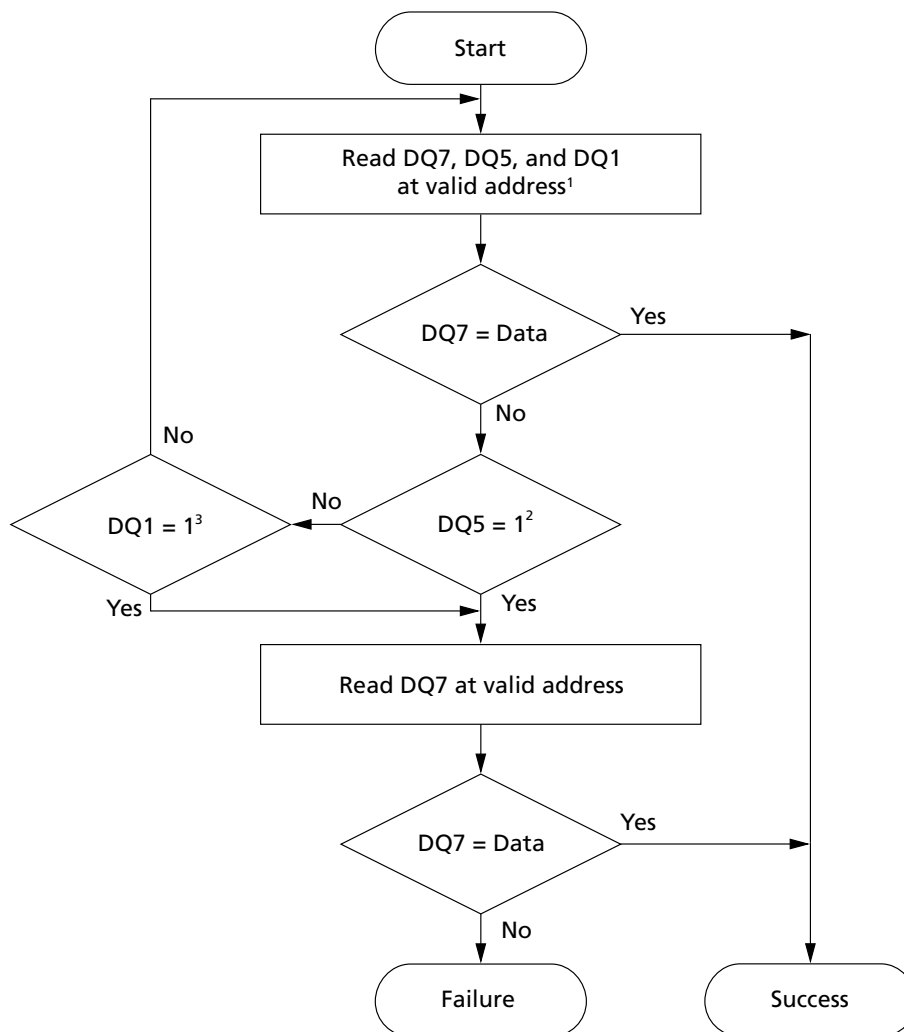 Start
Read DQ7, DQ5, and DQ1
at valid address¹
DQ7 = Data
Yes
No
No
DQ5 = 1²
No
DQ1 = 1³
Yes
Yes
Read DQ7 at valid address
DQ7 = Data
Yes
No
Failure
Success